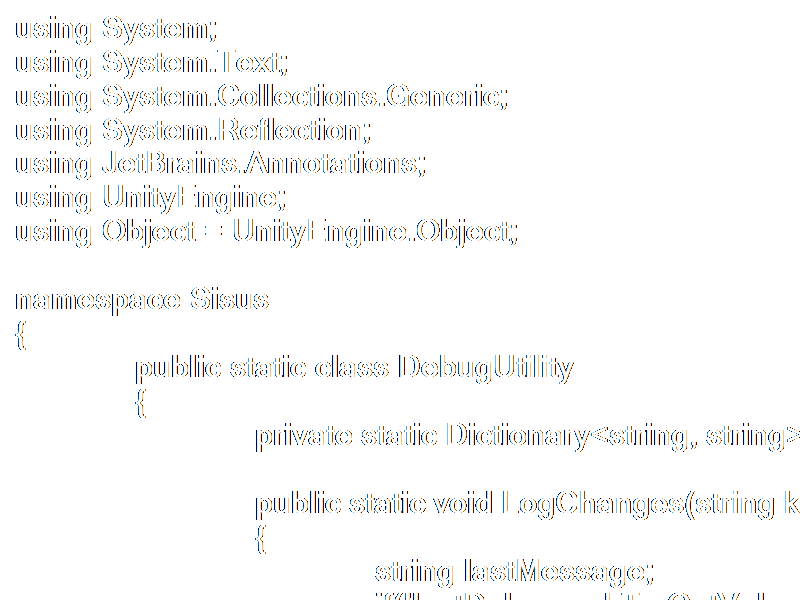 using System;
using System.Text;
using System.Collections.Generic;
using System.Reflection;
using JetBrains.Annotations;
using UnityEngine;
using Object = UnityEngine.Object;
namespace Sisus
{
public static class DebugUtility
{
private static Dictionary<string, string>
public static void LogChanges(string k
{
string lastMessage;